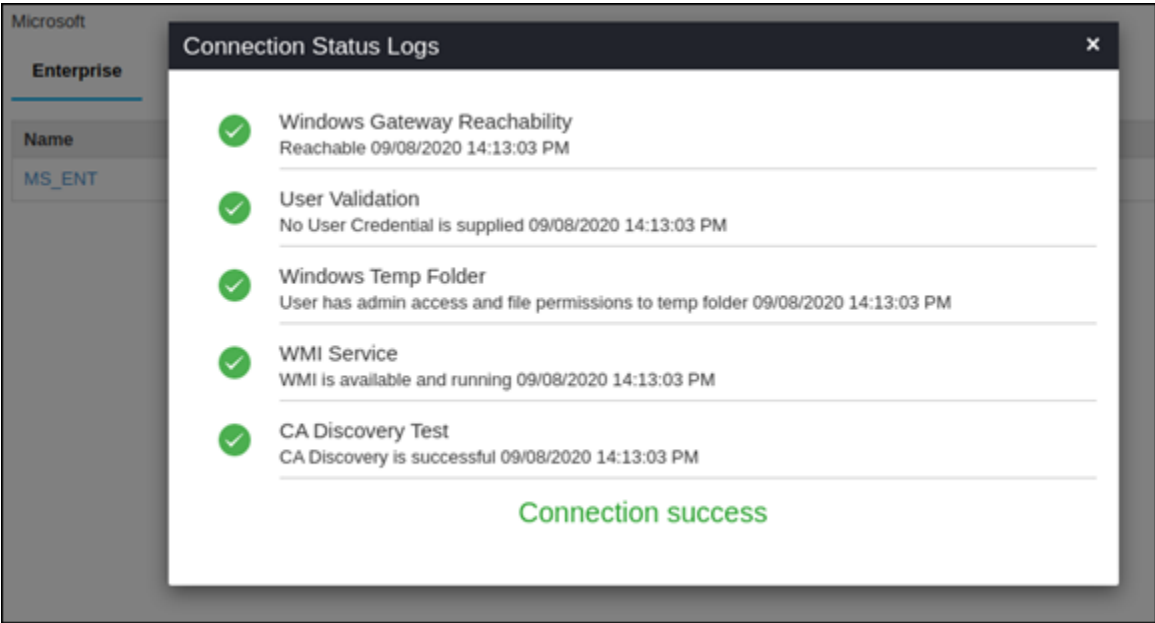 Microsoft
Connection Status Logs
×
Enterprise
Name
MS_ENT
Windows Gateway Reachability
Reachable 09/08/2020 14:13:03 PM
User Validation
No User Credential is supplied 09/08/2020 14:13:03 PM
Windows Temp Folder
User has admin access and file permissions to temp folder 09/08/2020 14:13:03 PM
WMI Service
WMI is available and running 09/08/2020 14:13:03 PM
CA Discovery Test
CA Discovery is successful 09/08/2020 14:13:03 PM
Connection success